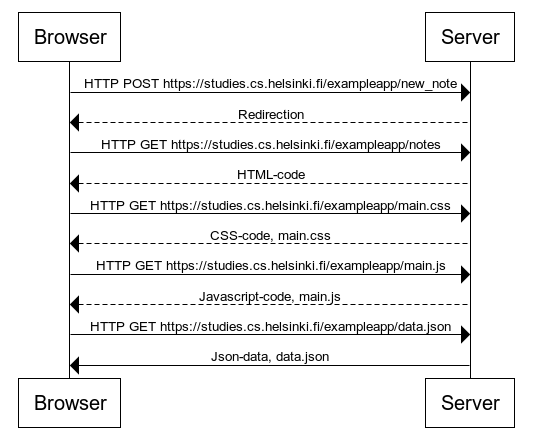 Browser
Server
HTTP POST https://studies.cs.helsinki.fi/exampleapp/new_note
Redirection
HTTP GET https://studies.cs.helsinki.fi/exampleapp/notes
HTML-code
HTTP GET https://studies.cs.helsinki.fi/exampleapp/main.css
CSS-code, main.css
HTTP GET https://studies.cs.helsinki.fi/exampleapp/main.js
Javascript-code, main.js
HTTP GET https://studies.cs.helsinki.fi/exampleapp/data.json
Json-data, data.json
Browser
Server